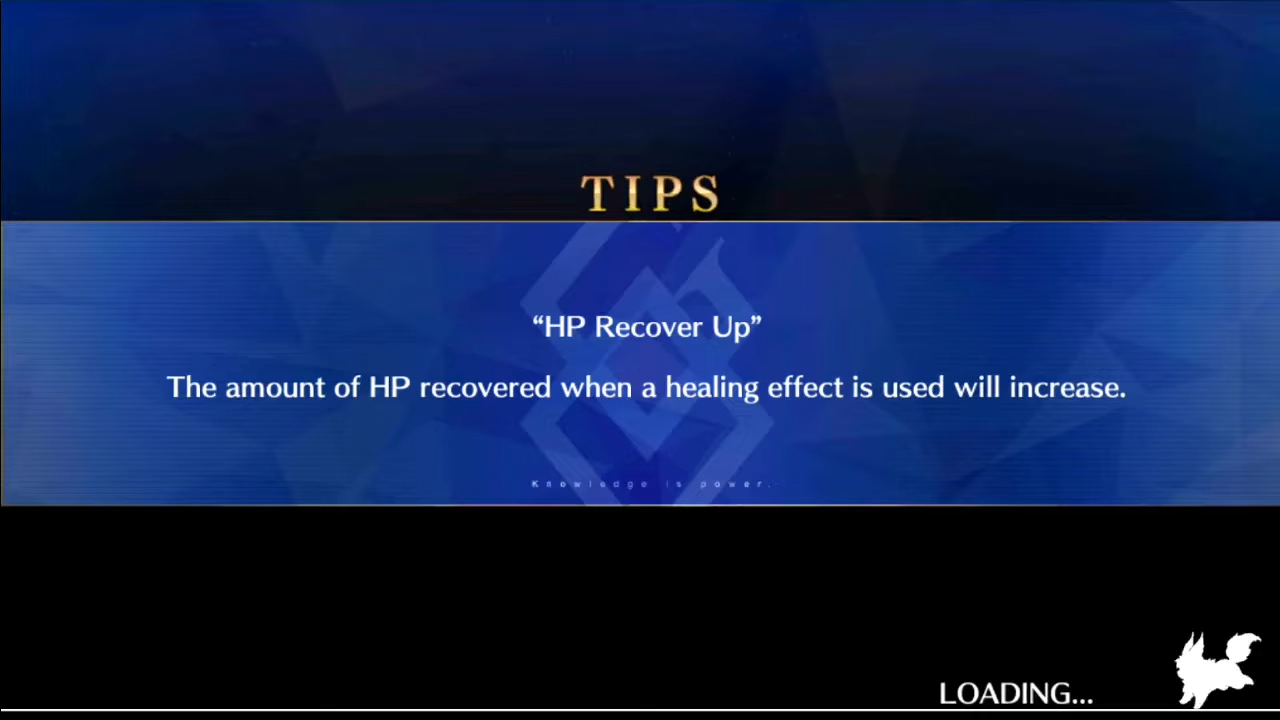 TIPS
“HP Recover Up”
The amount of HP recovered when a healing effect is used will increase.
Knowledge is power.
LOADING...